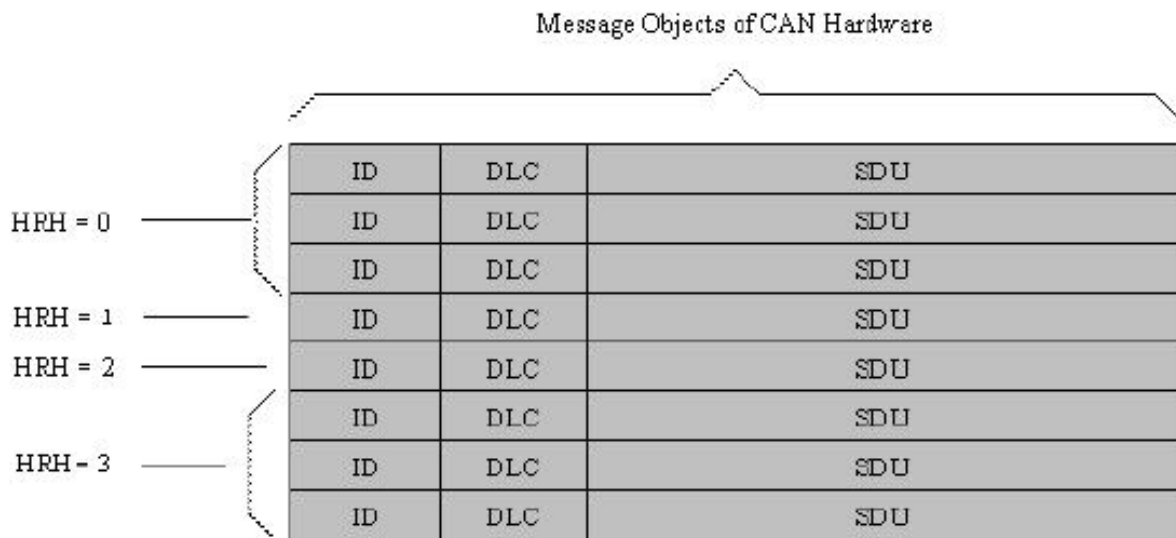 Message Objects of CAN Hardware
ID DLC SDU
HRH = 0 ID DLC SDU
ID DLC SDU
HRH = 1 ID DLC SDU
HRH = 2 ID DLC SDU
ID DLC SDU
HRH = 3 ID DLC SDU
ID DLC SDU